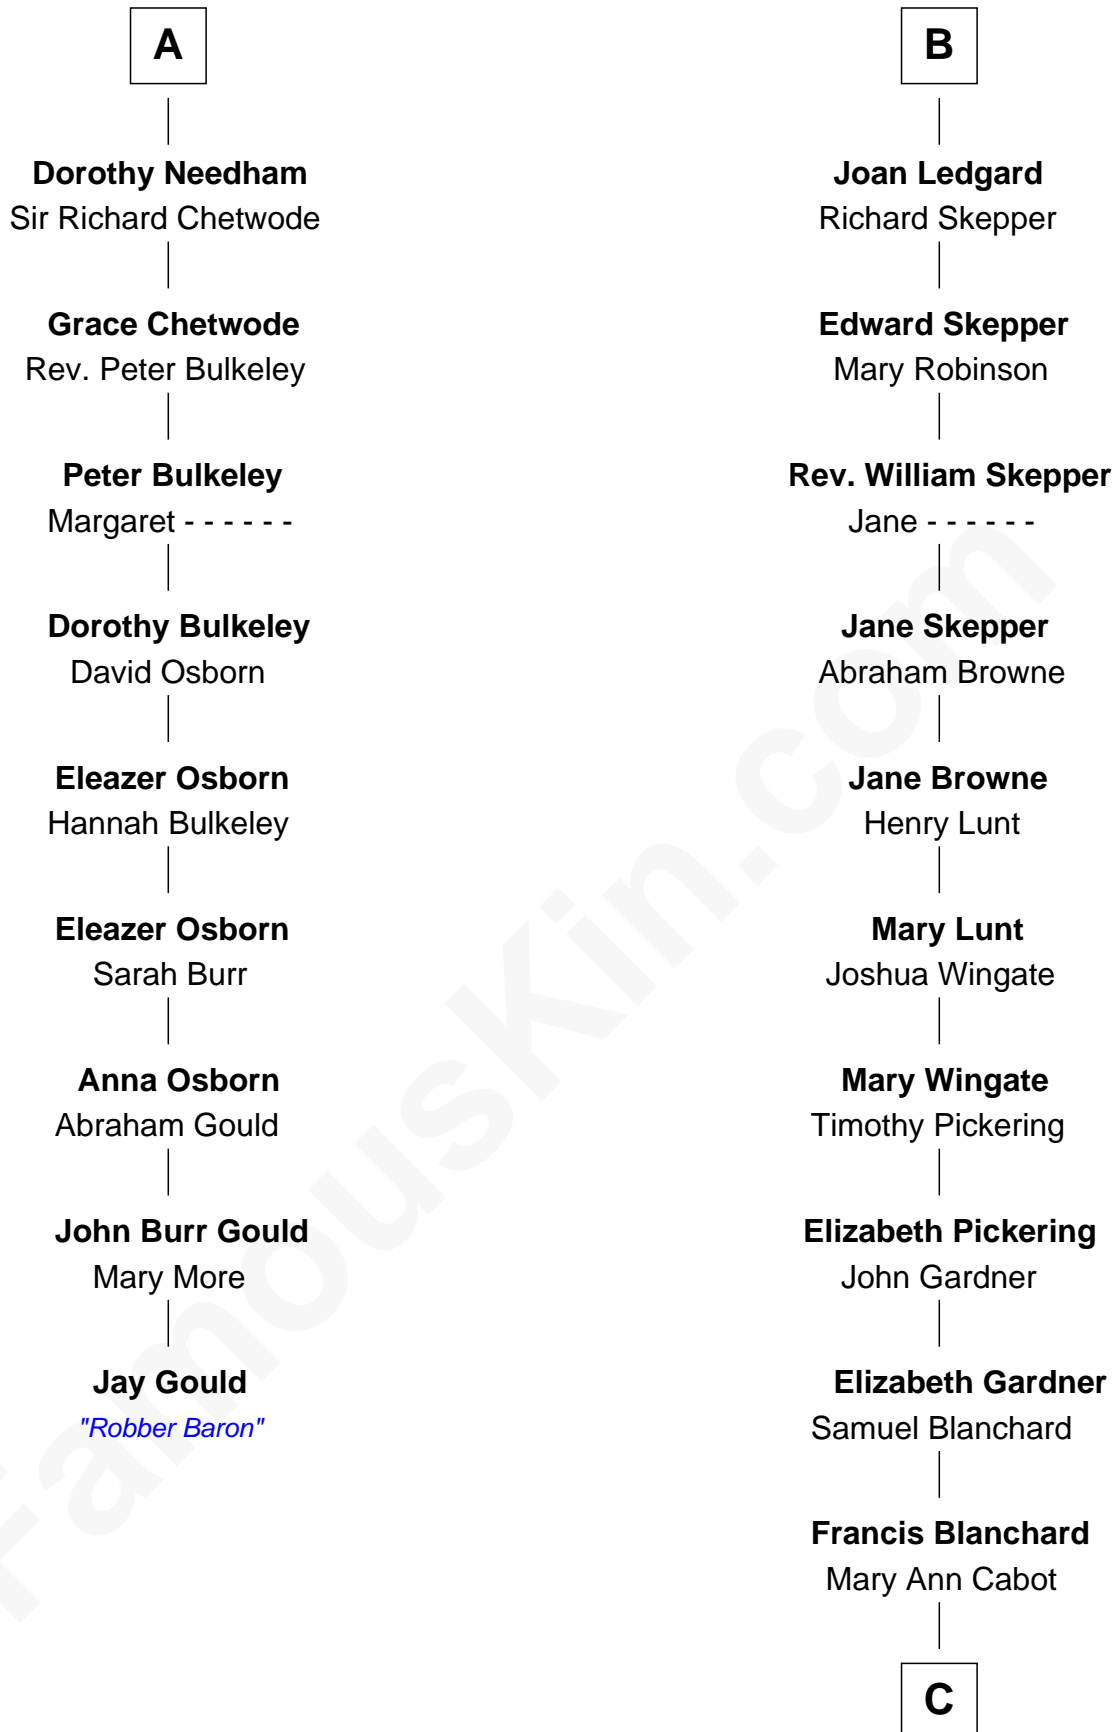 A
Dorothy Needham
Sir Richard Chetwode
Grace Chetwode
Rev. Peter Bulkeley
Peter Bulkeley
Margaret - - - - - -
Dorothy Bulkeley
David Osborn
Eleazer Osborn
Hannah Bulkeley
Eleazer Osborn
Sarah Burr
Anna Osborn
Abraham Gould
John Burr Gould
Mary More
Jay Gould
"Robber Baron"
B
Joan Ledgard
Richard Skepper
Edward Skepper
Mary Robinson
Rev. William Skepper
Jane - - - - - -
Jane Skepper
Abraham Browne
Jane Browne
Henry Lunt
Mary Lunt
Joshua Wingate
Mary Wingate
Timothy Pickering
Elizabeth Pickering
John Gardner
Elizabeth Gardner
Samuel Blanchard
Francis Blanchard
Mary Ann Cabot
C
FamousKin.com